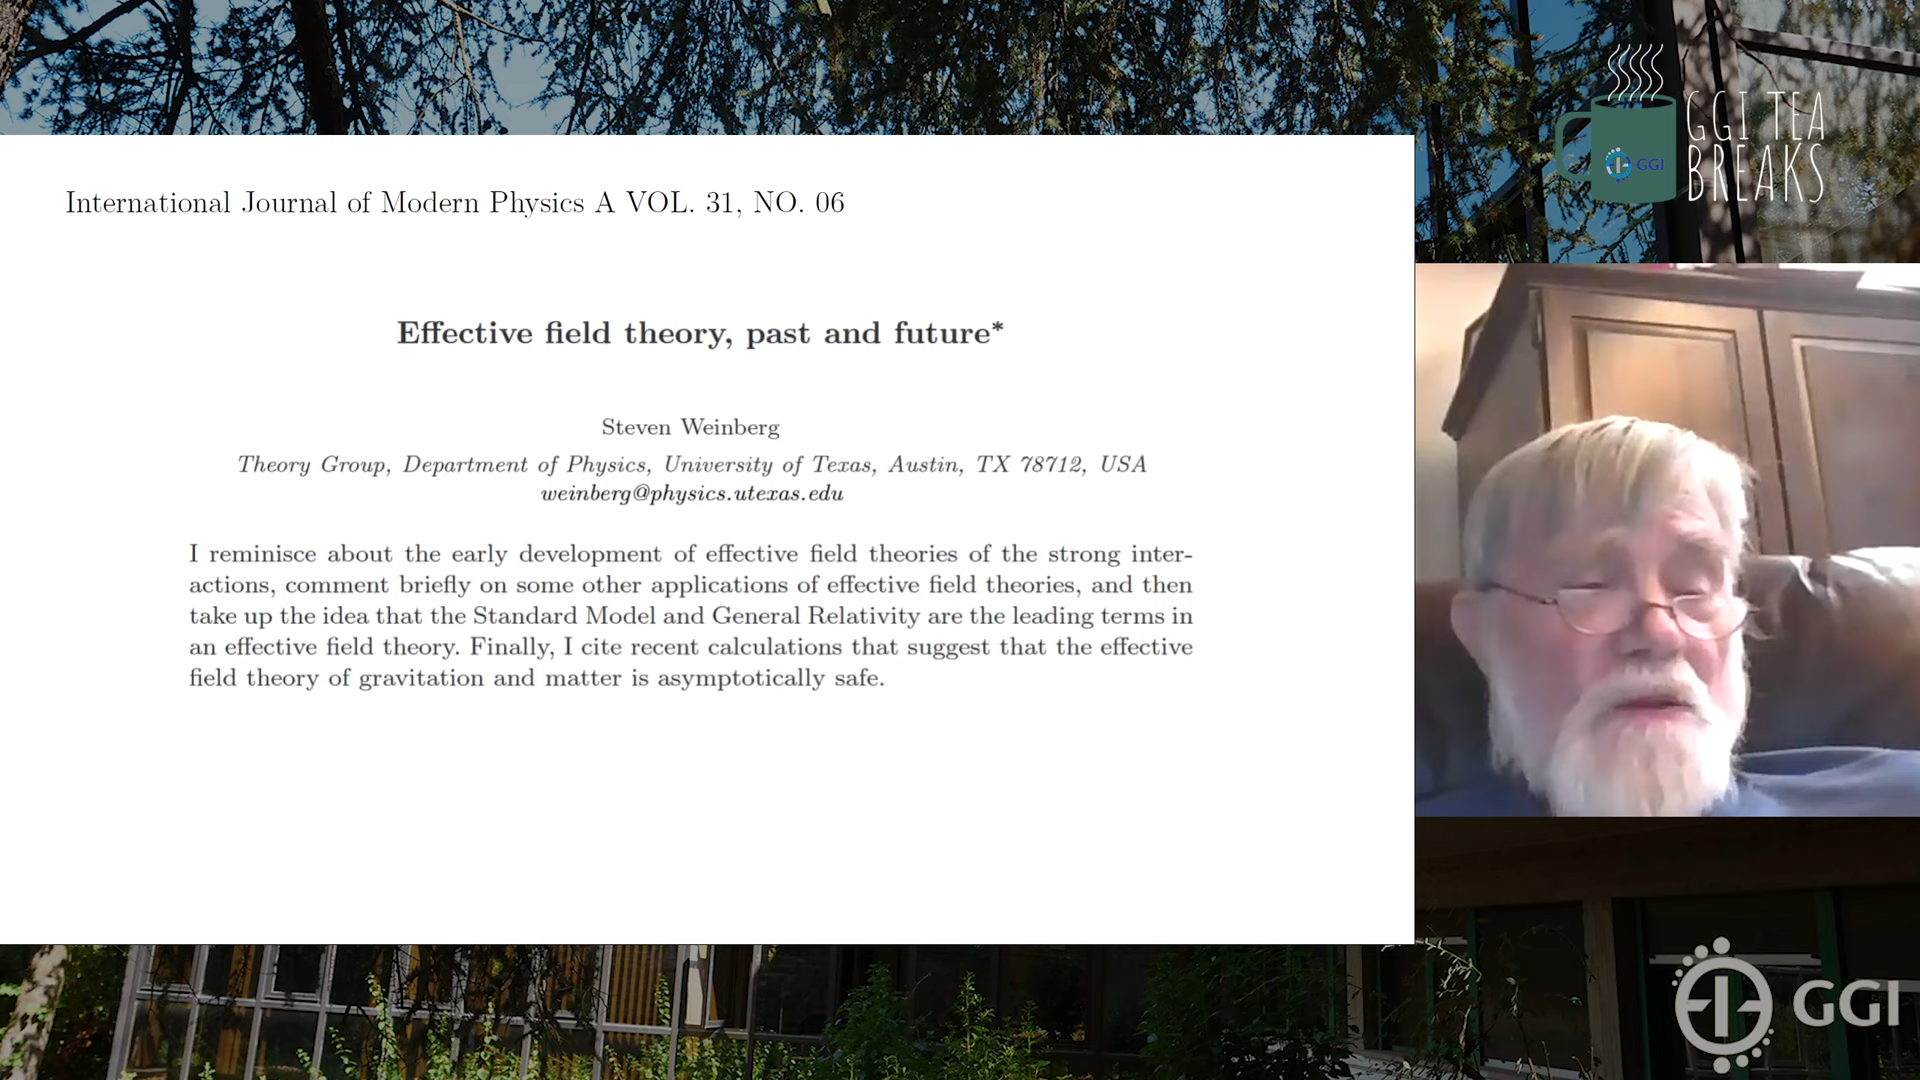 GGI TEA
BREAKS
GGI
International Journal of Modern Physics A VOL. 31, NO. 06
Effective field theory, past and future*
Steven Weinberg
Theory Group, Department of Physics, University of Texas, Austin, TX 78712, USA
weinberg@physics.utexas.edu
I reminisce about the early development of effective field theories of the strong inter-
actions, comment briefly on some other applications of effective field theories, and then
take up the idea that the Standard Model and General Relativity are the leading terms in
an effective field theory. Finally, I cite recent calculations that suggest that the effective
field theory of gravitation and matter is asymptotically safe.
GGI